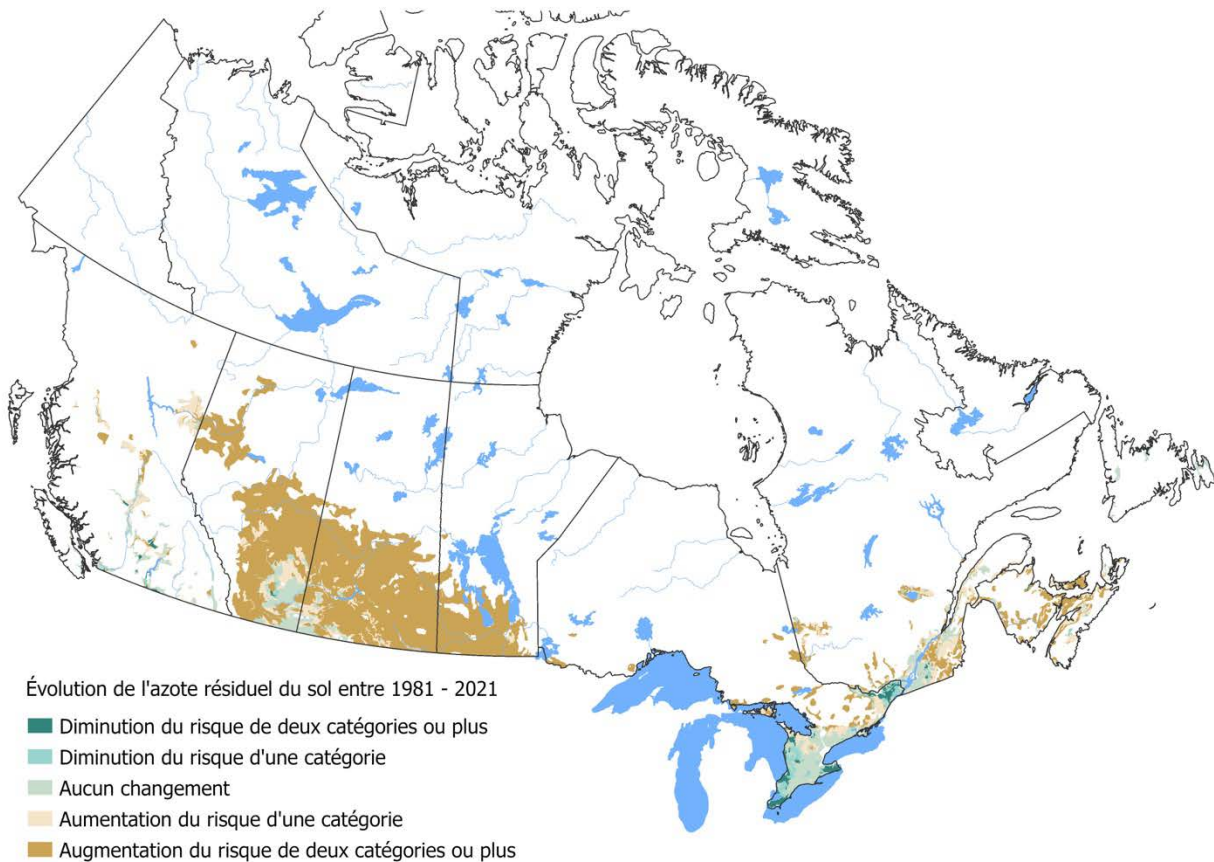 Évolution de l'azote résiduel du sol entre 1981 - 2021
Diminution du risque de deux catégories ou plus
Diminution du risque d'une catégorie
Aucun changement
Aumentation du risque d'une catégorie
Augmentation du risque de deux catégories ou plus